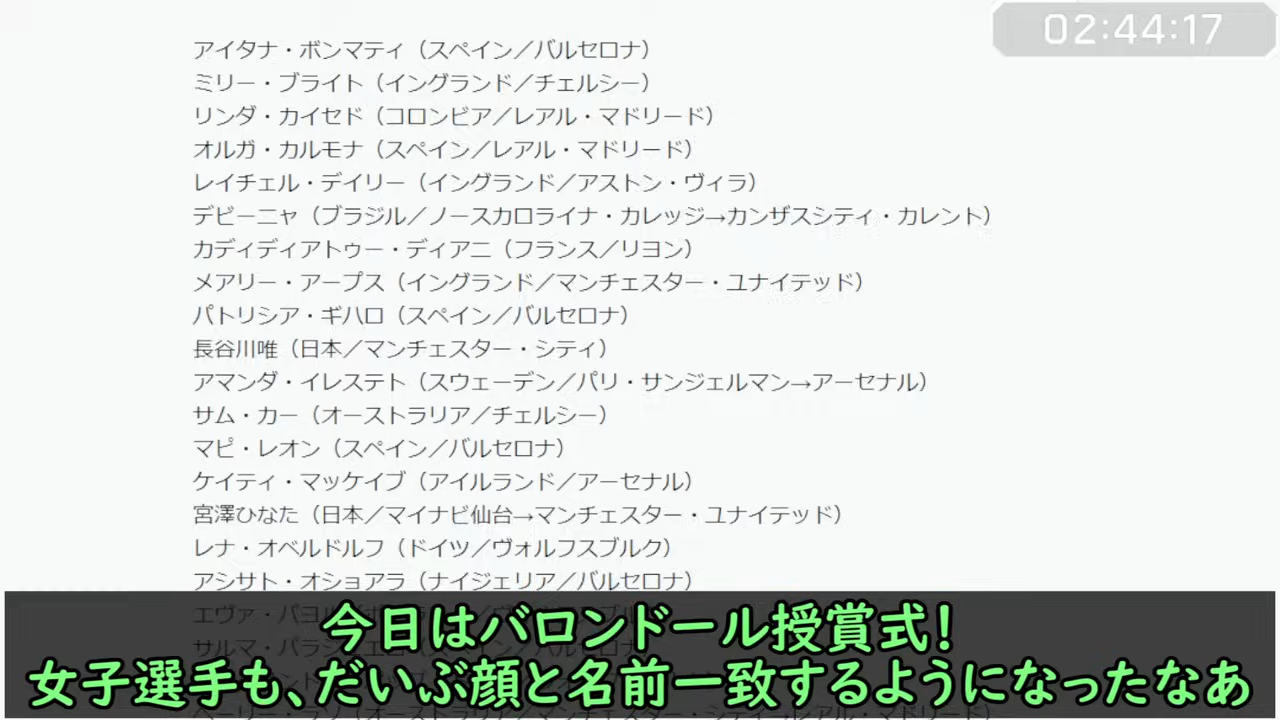 02:44:17
アイタナ・ボンマティ（スペイン／バルセロナ）
ミリー・ブライト（イングランド／チェルシー）
リンダ・カイセド（コロンビア／レアル・マドリード）
オルガ・カルモナ（スペイン／レアル・マドリード）
レイチェル・デイリー（イングランド／アストン・ヴィラ）
デビーニャ（ブラジル／ノースカロライナ・カレッジ→カンザスシティ・カレント）
カディディアトゥー・ディアニ（フランス／リヨン）
メアリー・アープス（イングランド／マンチェスター・ユナイテッド）
パトリシア・ギハロ（スペイン／バルセロナ）
長谷川唯（日本／マンチェスター・シティ）
アマンダ・イレステト（スウェーデン／パリ・サンジェルマン→アーセナル）
サム・カー（オーストラリア／チェルシー）
マピ・レオン（スペイン／バルセロナ）
ケイティ・マッケイブ（アイルランド／アーセナル）
宮澤ひなた（日本／マイナビ仙台→マンチェスター・ユナイテッド）
レナ・オベルドルフ（ドイツ／ヴォルフスブルク）
アシサト・オショアラ（ナイジェリア／バルセロナ）
エヴァ・パヨル
サルマ・パラ
今日はバロンドール授賞式！
女子選手も、だいぶ顔と名前一致するようになったなあ